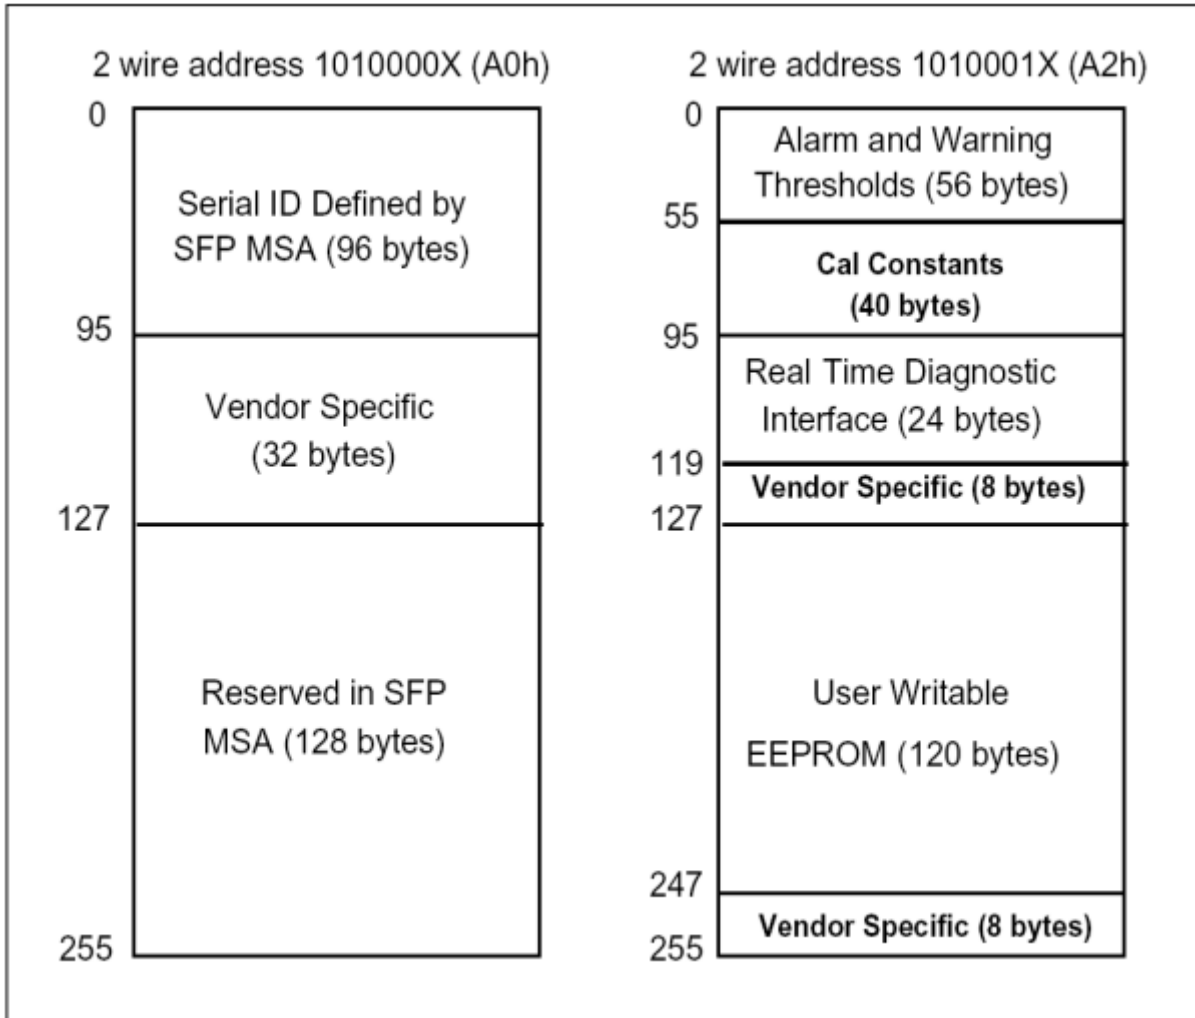 2 wire address 1010000X (A0h)
0
Serial ID Defined by
SFP MSA (96 bytes)
95
Vendor Specific
(32 bytes)
127
Reserved in SFP
MSA (128 bytes)
255
2 wire address 1010001X (A2h)
0
Alarm and Warning
Thresholds (56 bytes)
55
Cal Constants
(40 bytes)
95
Real Time Diagnostic
Interface (24 bytes)
119
Vendor Specific (8 bytes)
127
User Writable
EEPROM (120 bytes)
247
Vendor Specific (8 bytes)
255